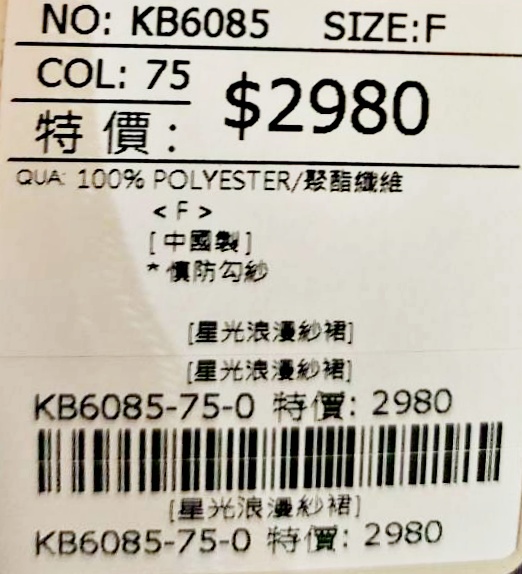 NO: KB6085 SIZE:F
COL: 75
特價: $2980
QUA: 100% POLYESTER/聚酯纖維
<F>
[中國製]
*慎防勾紗
[星光浪漫紗裙]
[星光浪漫紗裙]
KB6085-75-0 特價: 2980
[星光浪漫紗裙]
KB6085-75-0 特價: 2980